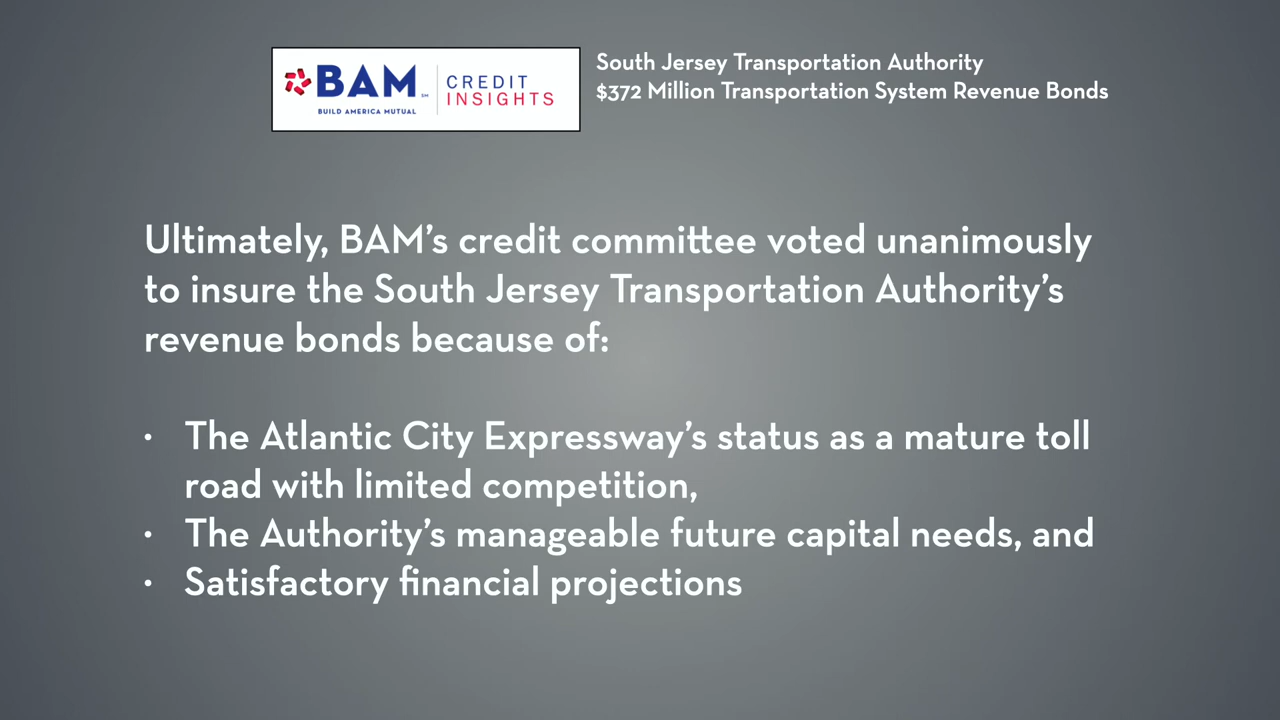 BAM SM
BUILD AMERICA MUTUAL
CREDIT
INSIGHTS
South Jersey Transportation Authority
$372 Million Transportation System Revenue Bonds
Ultimately, BAM’s credit committee voted unanimously
to insure the South Jersey Transportation Authority’s
revenue bonds because of:
• The Atlantic City Expressway’s status as a mature toll
road with limited competition,
• The Authority’s manageable future capital needs, and
• Satisfactory financial projections